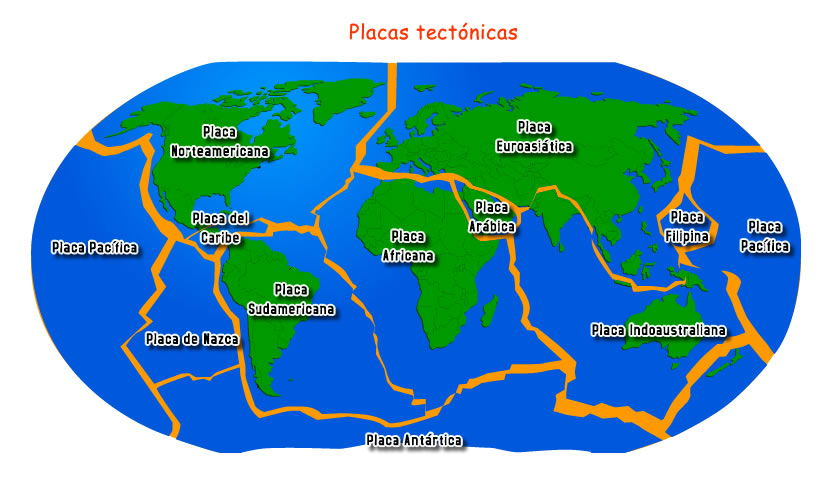 Placas tectónicas
Placa
Norteamericana
Placa
Euroasiática
Placa del
Caribe
Placa
Arábica
Placa
Filipina
Placa
Pacífica
Placa Pacífica
Placa
Africana
Placa
Sudamericana
Placa de Nazca
Placa Indoaustraliana
Placa Antártica